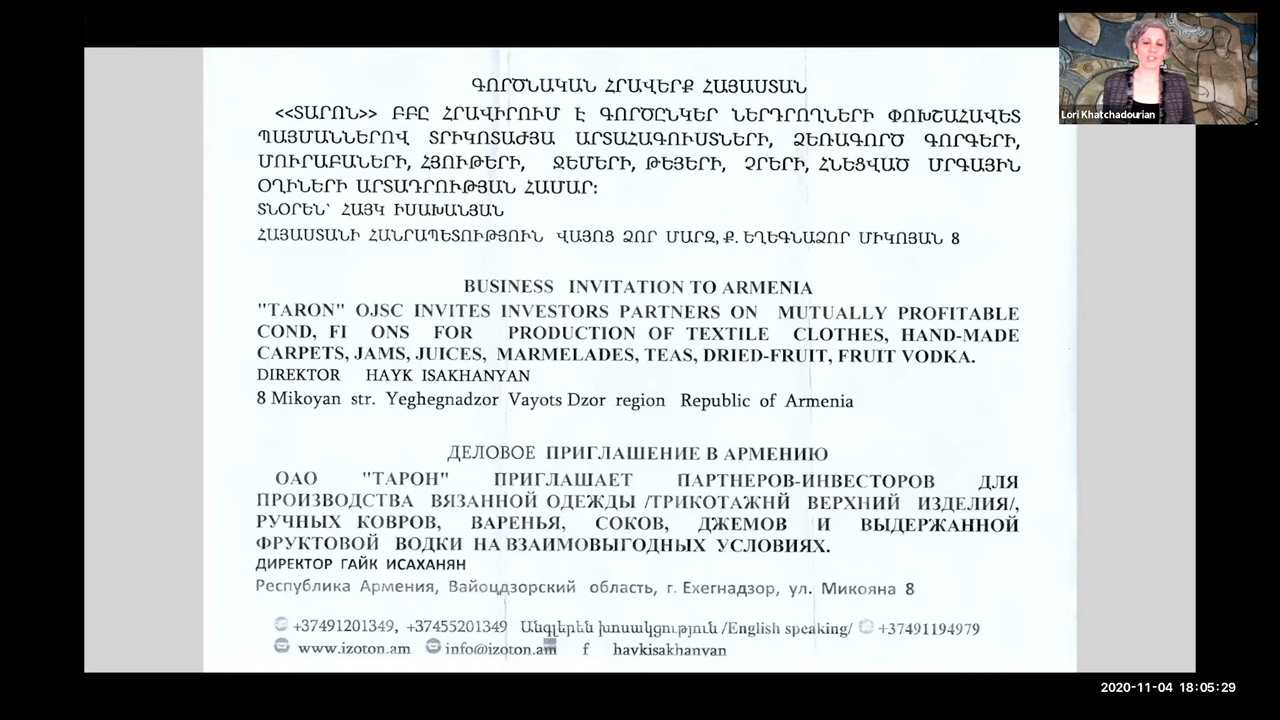 Lori Khatchadourian
ԳՈՐԾՆԱԿԱՆ ՀՐԱՎԵՐՔ ՀԱՅԱՍՏԱՆ
<<ՏԱՐՈՆ>> ԲԲԸ ՀՐԱՎԻՐՈՒՄ Է ԳՈՐԾԸՆԿԵՐ ՆԵՐԴՐՈՂՆԵՐԻ ՓՈԽՇԱՀԱՎԵՏ
ՊԱՅՄԱՆՆԵՐՈՎ ՏՐԻԿՈՏԱԺՅԱ ԱՐՏԱՀԱԳՈՒՍՏՆԵՐԻ, ՁԵՌԱԳՈՐԾ ԳՈՐԳԵՐԻ,
ՄՈՒՐԱԲԱՆԵՐԻ, ՀՅՈՒԹԵՐԻ, ՋԵՄԵՐԻ, ԹԵՅԵՐԻ, ՉՐԵՐԻ, ՀՆԵՑՎԱԾ ՄՐԳԱՅԻՆ
ՕՂԻՆԵՐԻ ԱՐՏԱԴՐՈՒԹՅԱՆ ՀԱՄԱՐ:
ՏՆՕՐԵՆ՝ ՀԱՅԿ ԻՍԱԽԱՆՅԱՆ
ՀԱՅԱՍՏԱՆԻ ՀԱՆՐԱՊԵՏՈՒԹՅՈՒՆ ՎԱՅՈՑ ՁՈՐ ՄԱՐԶ, Ք. ԵՂԵԳՆԱՁՈՐ ՄԻԿՈՅԱՆ 8
BUSINESS INVITATION TO ARMENIA
"TARON" OJSC INVITES INVESTORS PARTNERS ON MUTUALLY PROFITABLE
COND, FI ONS FOR PRODUCTION OF TEXTILE CLOTHES, HAND-MADE
CARPETS, JAMS, JUICES, MARMELADES, TEAS, DRIED-FRUIT, FRUIT VODKA.
DIREKTOR HAYK ISAKHANYAN
8 Mikoyan str. Yeghegnadzor Vayots Dzor region Republic of Armenia
ДЕЛОВОЕ ПРИГЛАШЕНИЕ В АРМЕНИЮ
ОАО "ТАРОН" ПРИГЛАШАЕТ ПАРТНЕРОВ-ИНВЕСТОРОВ ДЛЯ
ПРОИЗВОДСТВА ВЯЗАННОЙ ОДЕЖДЫ /ТРИКОТАЖНЙ ВЕРХНИЙ ИЗДЕЛИЯ/,
РУЧНЫХ КОВРОВ, ВАРЕНЬЯ, СОКОВ, ДЖЕМОВ И ВЫДЕРЖАННОЙ
ФРУКТОВОЙ ВОДКИ НА ВЗАИМОВЫГОДНЫХ УСЛОВИЯХ.
ДИРЕКТОР ГАЙК ИСАХАНЯН
Республика Армения, Вайоцдзорский область, г. Ехегнадзор, ул. Микояна 8
+37491201349, +37455201349 Անգլերեն խոսակցություն /English speaking/ +37491194979
www.izoton.am info@izoton.am f haykisakhanyan
2020-11-04 18:05:29